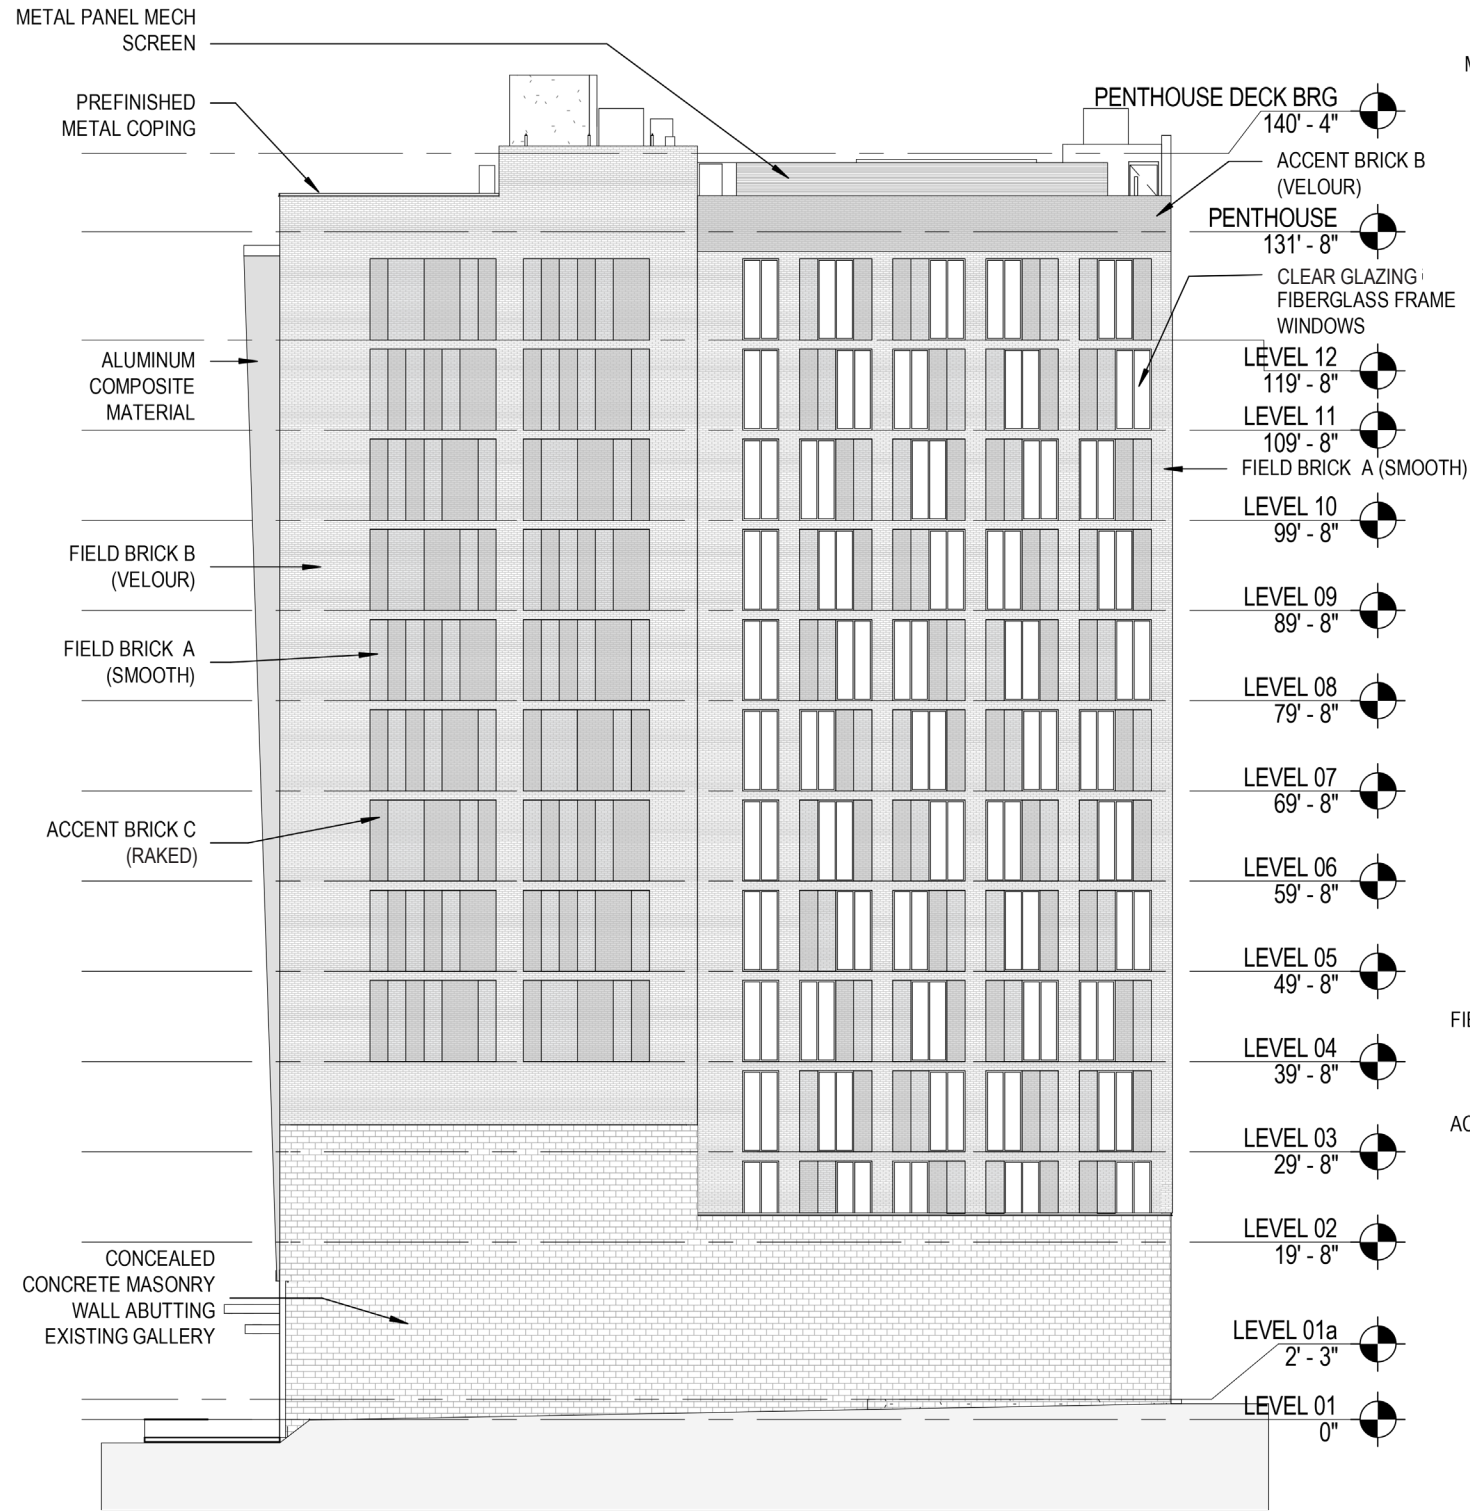 METAL PANEL MECH
SCREEN
PREFINISHED
METAL COPING
ALUMINUM
COMPOSITE
MATERIAL
FIELD BRICK B
(VELOUR)
FIELD BRICK A
(SMOOTH)
ACCENT BRICK C
(RAKED)
CONCEALED
CONCRETE MASONRY
WALL ABUTTING
EXISTING GALLERY
PENTHOUSE DECK BRG
140' - 4"
ACCENT BRICK B
(VELOUR)
PENTHOUSE
131' - 8"
CLEAR GLAZING
FIBERGLASS FRAME
WINDOWS
LEVEL 12
119' - 8"
LEVEL 11
109' - 8"
FIELD BRICK A (SMOOTH)
LEVEL 10
99' - 8"
LEVEL 09
89' - 8"
LEVEL 08
79' - 8"
LEVEL 07
69' - 8"
LEVEL 06
59' - 8"
LEVEL 05
49' - 8"
LEVEL 04
39' - 8"
LEVEL 03
29' - 8"
LEVEL 02
19' - 8"
LEVEL 01a
2' - 3"
LEVEL 01
0"